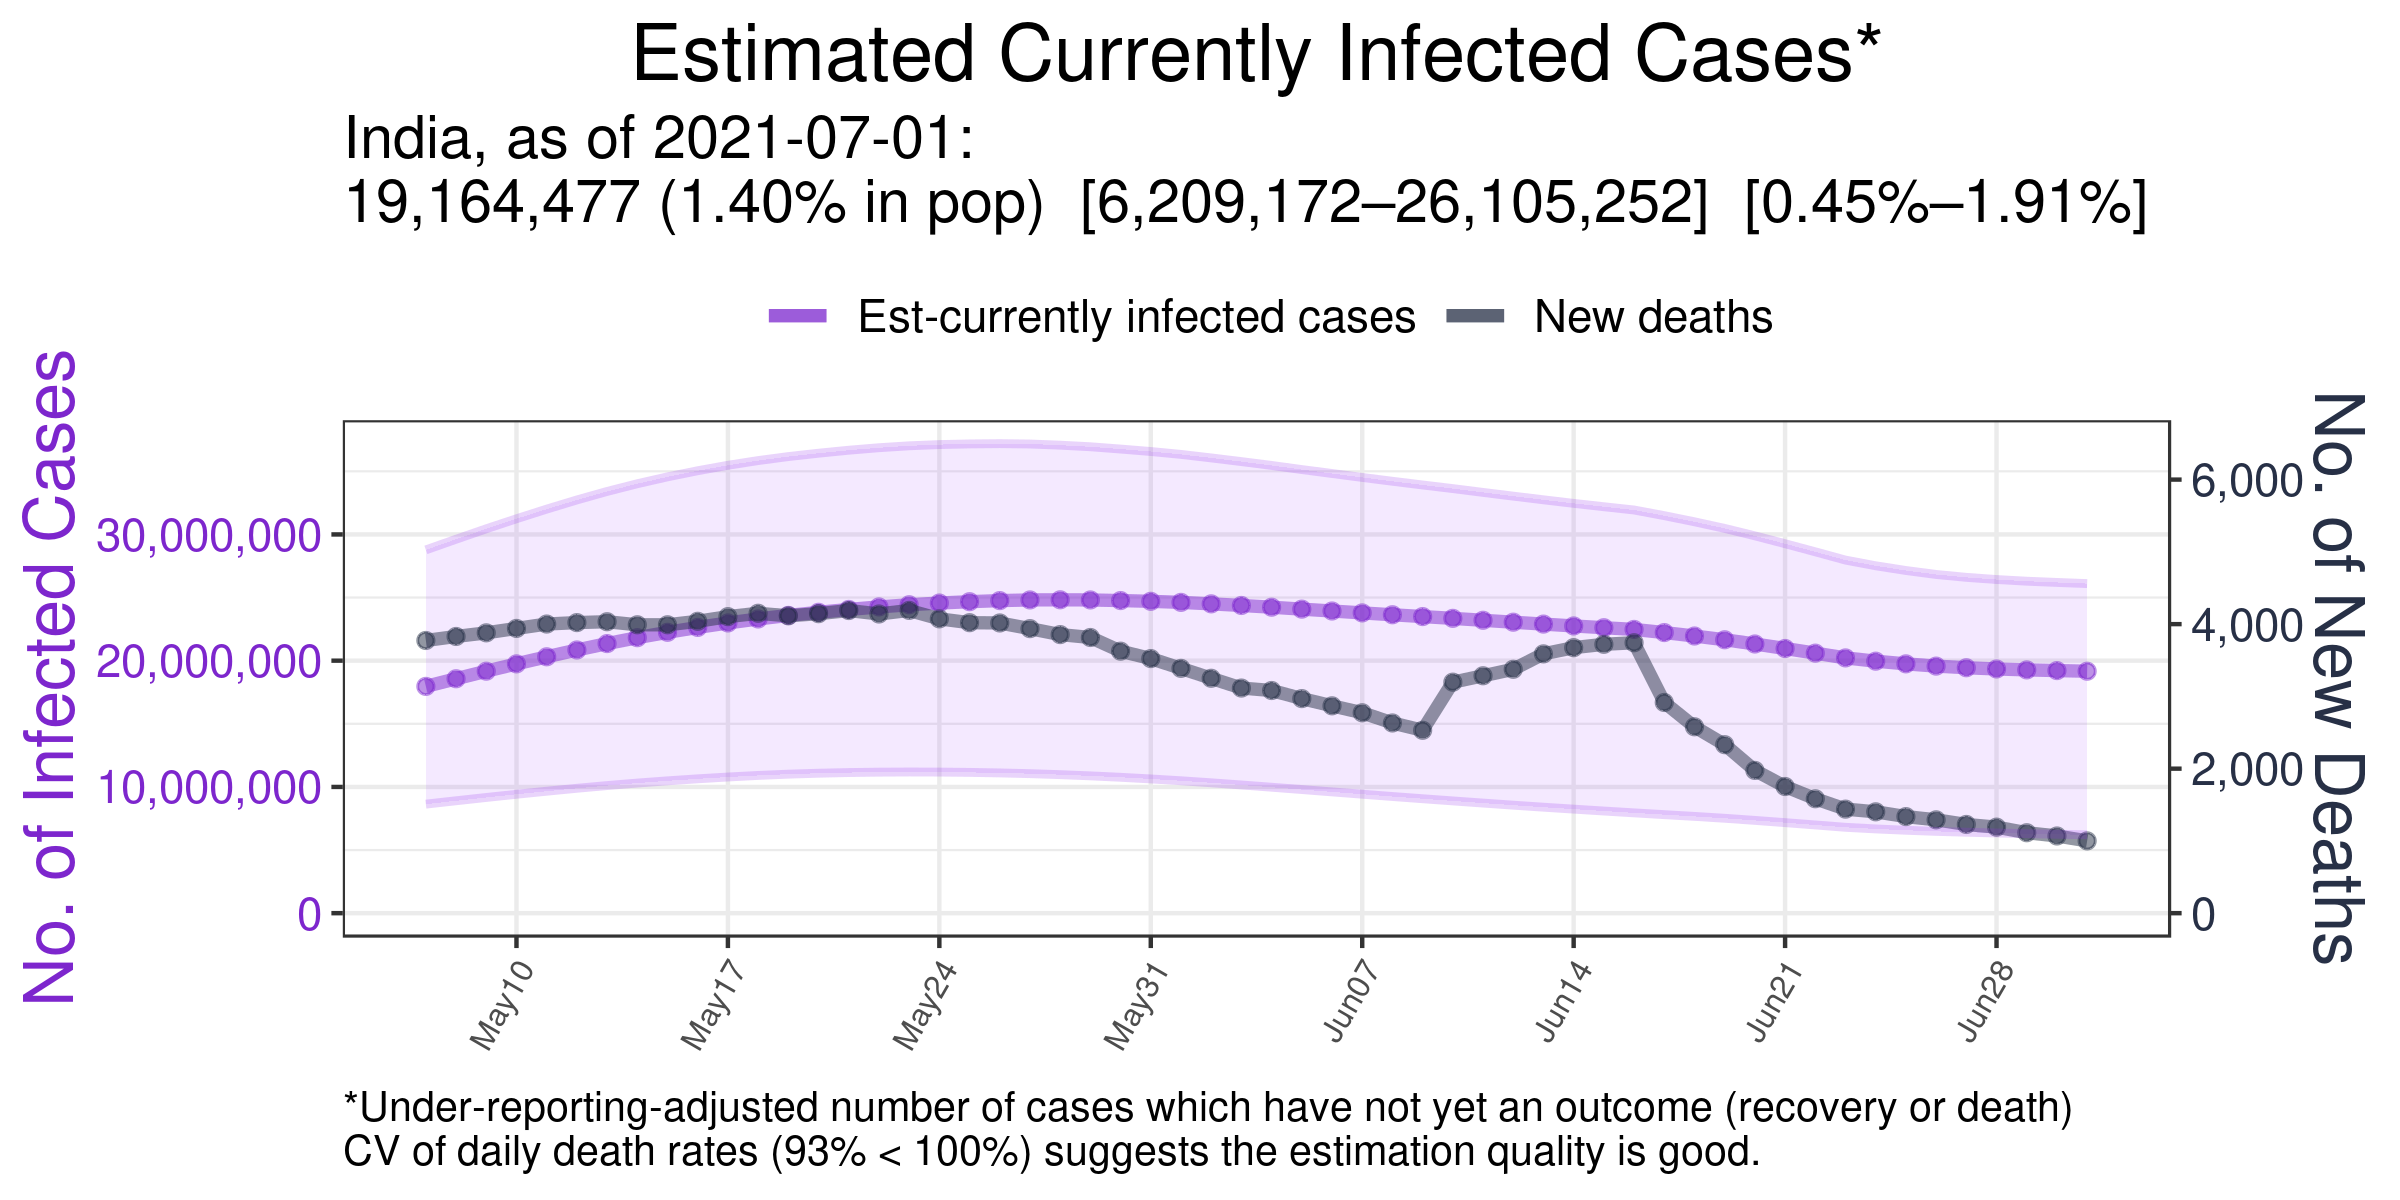 Estimated Currently Infected Cases*
India, as of 2021-07-01:
19,164,477 (1.40% in pop)  [6,209,172–26,105,252]  [0.45%–1.91%]
Est-currently infected cases
New deaths
No. of Infected Cases
30,000,000
20,000,000
10,000,000
0
6,000
4,000
2,000
0
No. of New Deaths
May10
May17
May24
May31
Jun07
Jun14
Jun21
Jun28
*Under-reporting-adjusted number of cases which have not yet an outcome (recovery or death)
CV of daily death rates (93% < 100%) suggests the estimation quality is good.